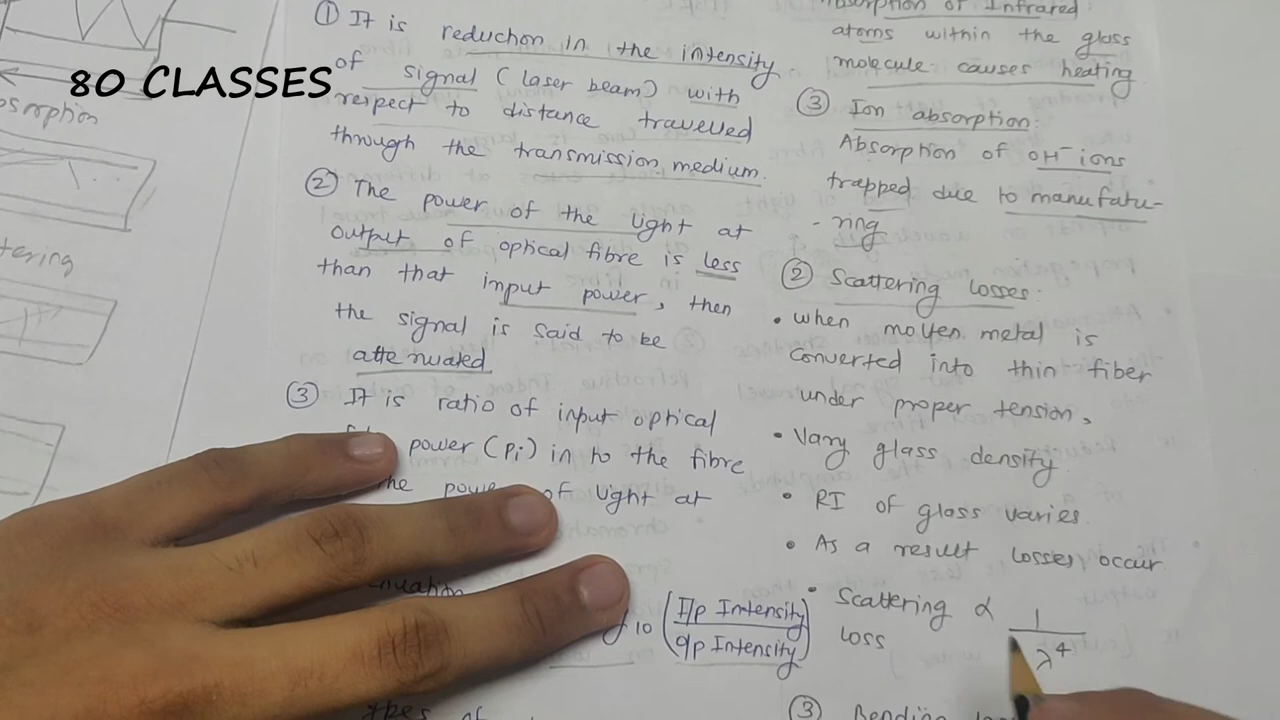 80 CLASSES
① It is reduction in the intensity
of signal (laser beam) with
respect to distance travelled
through the transmission medium.
② The power of the light at
output of optical fibre is less
than that input power, then
the signal is said to be
attenuated
③ It is ratio of input optical
power (Pi) in to the fibre
power of light at
10 (I/p Intensity / o/p Intensity)
of Infrared
atoms within the glass
molecule causes heating
③ Ion absorption:
Absorption of OH⁻ ions
trapped due to manufatu-
- ring
② Scattering Losses:
• when molten metal is
converted into thin fiber
under proper tension,
• Vary glass density
• RI of glass varies
• As a result losses occur
• Scattering loss ∝ 1/λ⁴
③ Bending